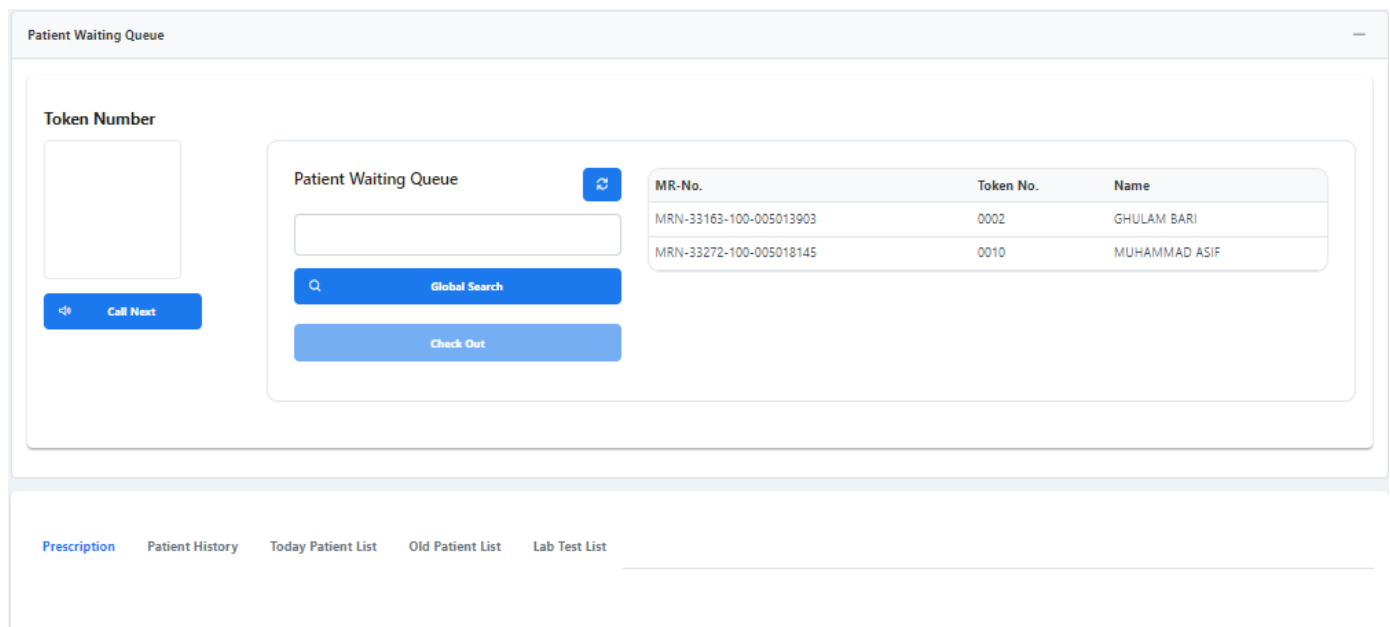 Patient Waiting Queue
Token Number
Patient Waiting Queue
Global Search
Check Out
Call Next
MR-No. Token No. Name
MRN-33163-100-005013903 0002 GHULAM BARI
MRN-33272-100-005018145 0010 MUHAMMAD ASIF
Prescription Patient History Today Patient List Old Patient List Lab Test List